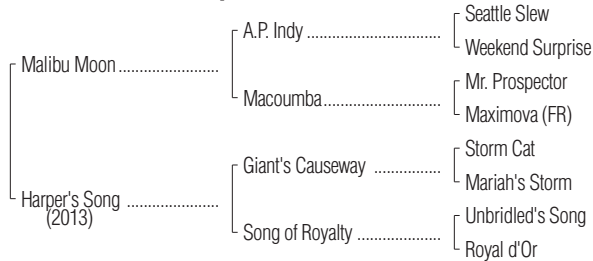 Seattle Slew
A.P. Indy ........................
Weekend Surprise
Malibu Moon ......................
Mr. Prospector
Macoumba .........................
Maximova (FR)
Storm Cat
Giant's Causeway ................
Mariah's Storm
Harper's Song ....................
(2013)
Unbridled's Song
Song of Royalty ..................
Royal d'Or